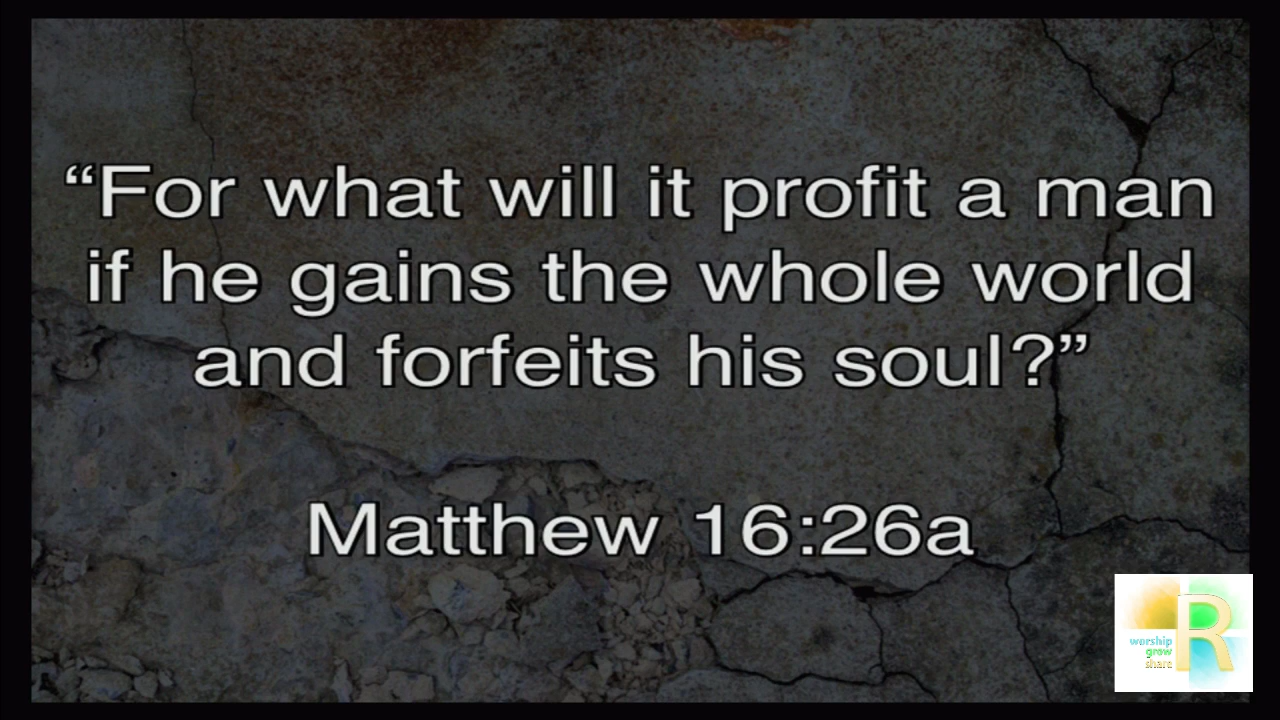 “For what will it profit a man
if he gains the whole world
and forfeits his soul?”
Matthew 16:26a
R
worship
grow
share